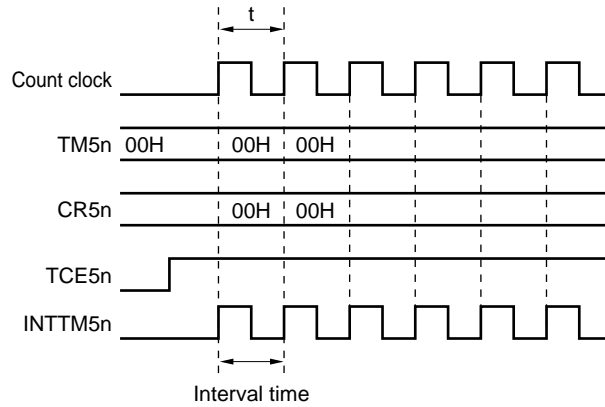 t
Count clock
TM5n 00H 00H 00H
CR5n 00H 00H
TCE5n
INTTM5n
Interval time